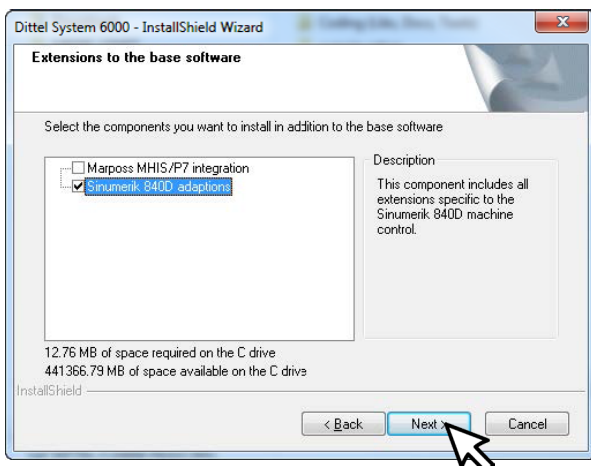 Dittel System 6000 - InstallShield Wizard
Extensions to the base software
Select the components you want to install in addition to the base software
Marposs MHIS/P7 integration
Sinumerik 840D adaptions
Description
This component includes all
extensions specific to the
Sinumerik 840D machine
control.
12.76 MB of space required on the C drive
441366.79 MB of space available on the C drive
InstallShield
< Back
Next >
Cancel